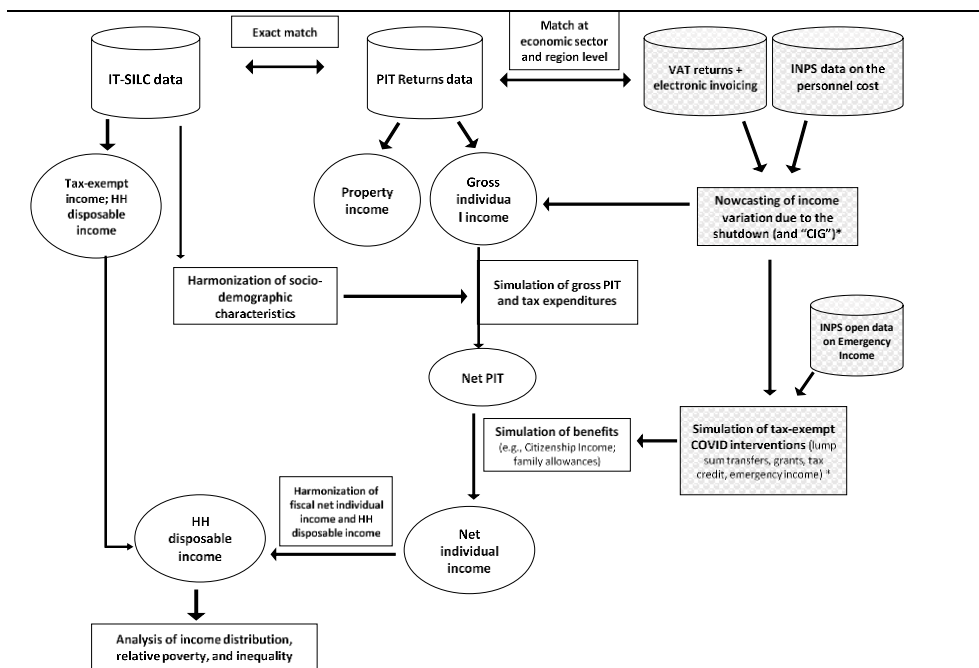 IT-SILC data
Exact match
PIT Returns data
Match at
economic sector
and region level
VAT returns +
electronic invoicing
INPS data on the
personnel cost
Tax-exempt
income; HH
disposable
income
Property
income
Gross
individua
l income
Nowcasting of income
variation due to the
shutdown (and “CIG”)*
Harmonization of socio-
demographic
characteristics
Simulation of gross PIT
and tax expenditures
INPS open data
on Emergency
Income
Net PIT
Simulation of benefits
(e.g., Citizenship Income;
family allowances)
Simulation of tax-exempt
COVID interventions (lump
sum transfers, grants, tax
credit, emergency income) *
Harmonization of
fiscal net individual
income and HH
disposable income
HH
disposable
income
Net
individual
income
Analysis of income distribution,
relative poverty, and inequality